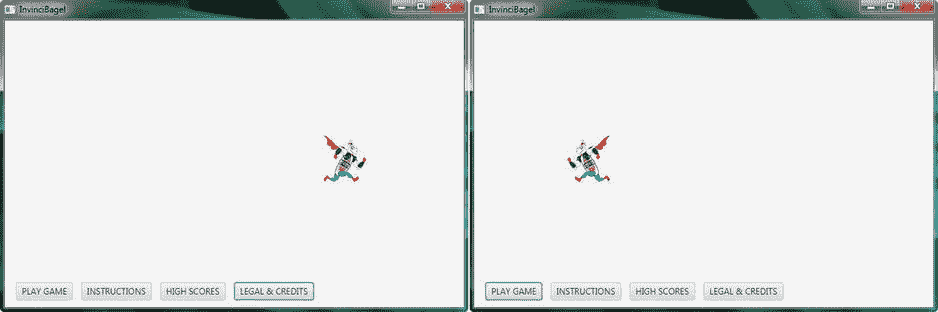 InvinciBagel
PLAY GAME INSTRUCTIONS HIGH SCORES LEGAL & CREDITS
InvinciBagel
PLAY GAME INSTRUCTIONS HIGH SCORES LEGAL & CREDITS